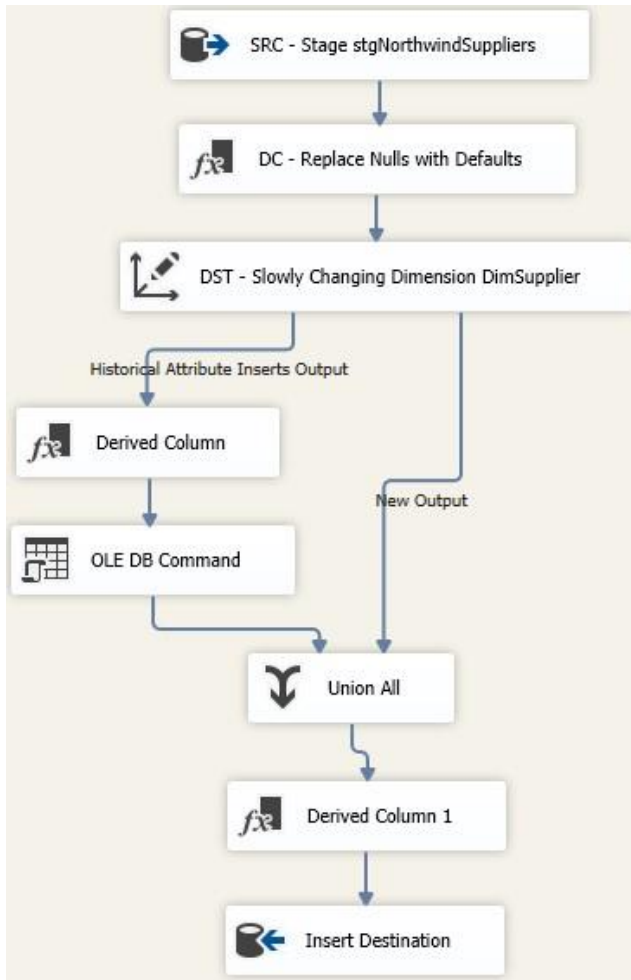 SRC - Stage stgNorthwindSuppliers
DC - Replace Nulls with Defaults
DST - Slowly Changing Dimension DimSupplier
Historical Attribute Inserts Output
Derived Column
New Output
OLE DB Command
Union All
Derived Column 1
Insert Destination